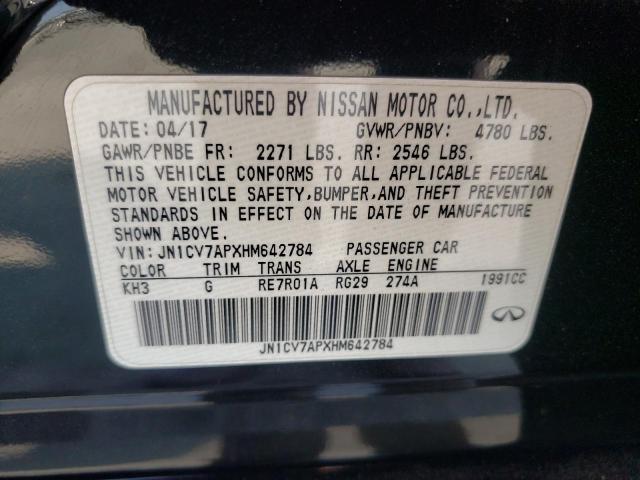 MANUFACTURED BY NISSAN MOTOR CO.,LTD.
DATE: 04/17 GVWR/PNBV: 4780 LBS.
GAWR/PNBE FR: 2271 LBS. RR: 2546 LBS.
THIS VEHICLE CONFORMS TO ALL APPLICABLE FEDERAL
MOTOR VEHICLE SAFETY,BUMPER,AND THEFT PREVENTION
STANDARDS IN EFFECT ON THE DATE OF MANUFACTURE
SHOWN ABOVE.
VIN: JN1CV7APXHM642784 PASSENGER CAR
COLOR TRIM TRANS AXLE ENGINE
KH3 G RE7R01A RG29 274A 1991CC
JN1CV7APXHM642784